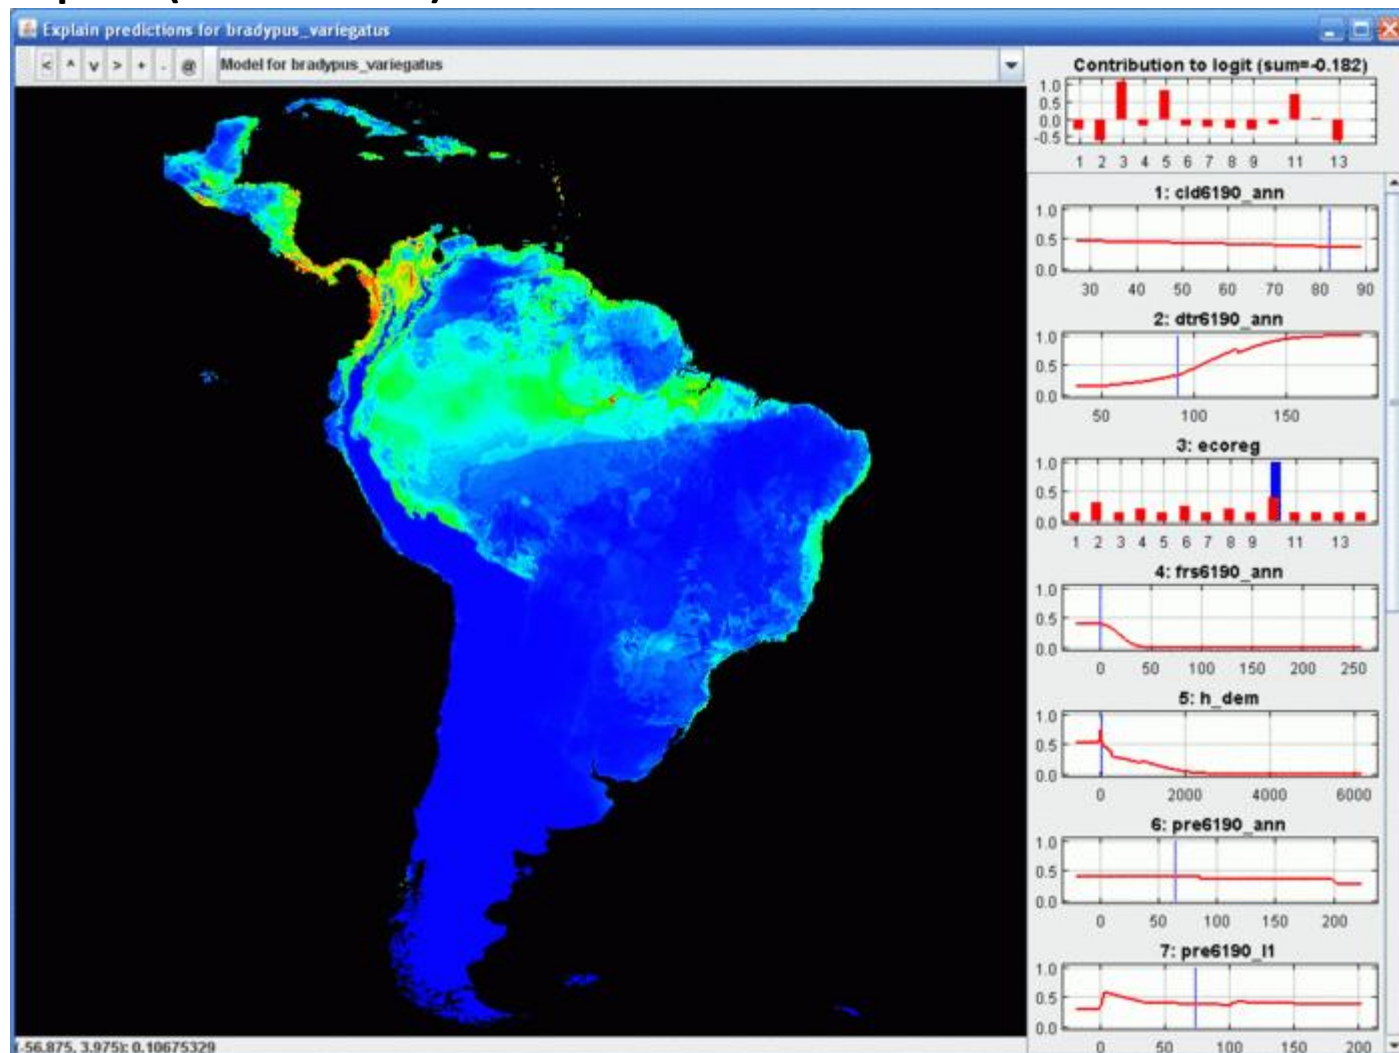 Explain predictions for bradypus_variegatus
< ^ v > + - @ Model for bradypus_variegatus
Contribution to logit (sum=-0.182)
1.0
0.5
0.0
-0.5
1 2 3 4 5 6 7 8 9 11 13
1: cld6190_ann
1.0
0.5
0.0
30 40 50 60 70 80 90
2: dtr6190_ann
1.0
0.5
0.0
50 100 150
3: ecoreg
1.0
0.5
0.0
1 2 3 4 5 6 7 8 9 11 13
4: frs6190_ann
1.0
0.5
0.0
0 50 100 150 200 250
5: h_dem
1.0
0.5
0.0
0 2000 4000 6000
6: pre6190_ann
1.0
0.5
0.0
0 50 100 150 200
7: pre6190_l1
1.0
0.5
0.0
0 50 100 150 200
(-56.875, 3.975): 0.10675329